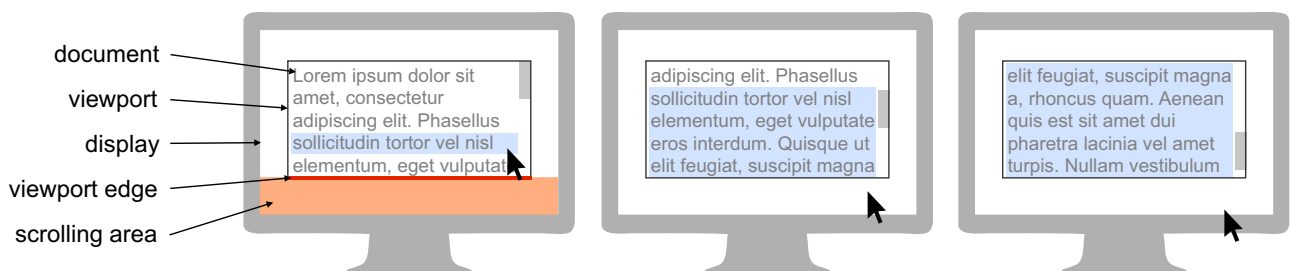 document
viewport
display
viewport edge
scrolling area
Lorem ipsum dolor sit
amet, consectetur
adipiscing elit. Phasellus
sollicitudin tortor vel nisl
elementum, eget vulputat
adipiscing elit. Phasellus
sollicitudin tortor vel nisl
elementum, eget vulputate
eros interdum. Quisque ut
elit feugiat, suscipit magna
elit feugiat, suscipit magna
a, rhoncus quam. Aenean
quis est sit amet dui
pharetra lacinia vel amet
turpis. Nullam vestibulum